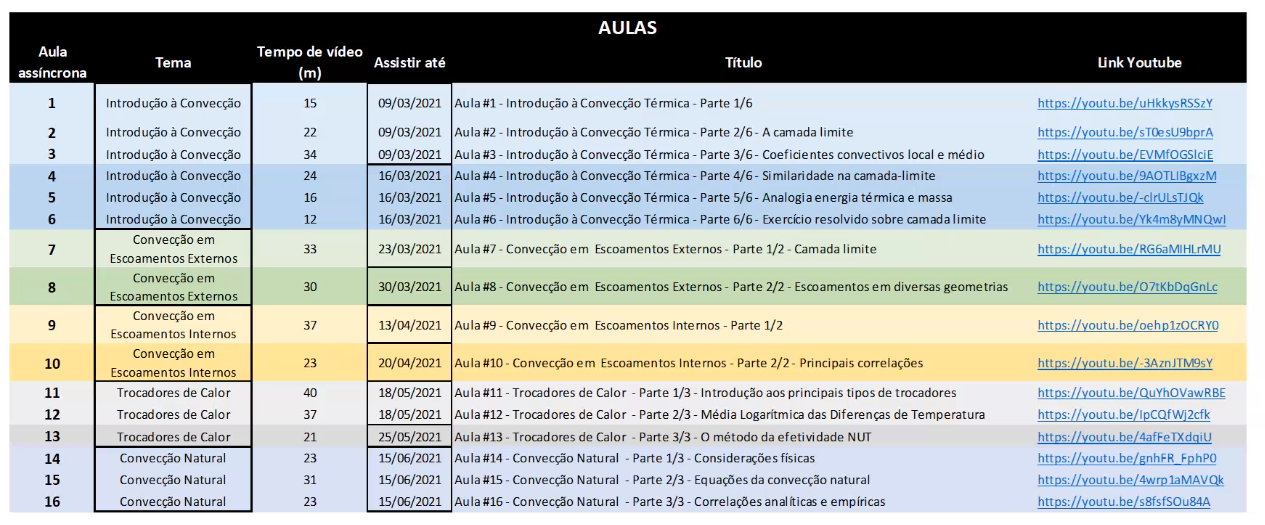 AULAS
Aula assíncrona Tema Tempo de vídeo (m) Assistir até Título Link Youtube
1 Introdução à Convecção 15 09/03/2021 Aula #1 - Introdução à Convecção Térmica - Parte 1/6 https://youtu.be/uHkkysRSSzY
2 Introdução à Convecção 22 09/03/2021 Aula #2 - Introdução à Convecção Térmica - Parte 2/6 - A camada limite https://youtu.be/sT0esU9bprA
3 Introdução à Convecção 34 09/03/2021 Aula #3 - Introdução à Convecção Térmica - Parte 3/6 - Coeficientes convectivos local e médio https://youtu.be/EVMfOGSlciE
4 Introdução à Convecção 24 16/03/2021 Aula #4 - Introdução à Convecção Térmica - Parte 4/6 - Similaridade na camada-limite https://youtu.be/9AOTLIBgxzM
5 Introdução à Convecção 16 16/03/2021 Aula #5 - Introdução à Convecção Térmica - Parte 5/6 - Analogia energia térmica e massa https://youtu.be/-clrULsTJQk
6 Introdução à Convecção 12 16/03/2021 Aula #6 - Introdução à Convecção Térmica - Parte 6/6 - Exercício resolvido sobre camada limite https://youtu.be/Yk4m8yMNQwI
7 Convecção em Escoamentos Externos 33 23/03/2021 Aula #7 - Convecção em Escoamentos Externos - Parte 1/2 - Camada limite https://youtu.be/RG6aMlHLrMU
8 Convecção em Escoamentos Externos 30 30/03/2021 Aula #8 - Convecção em Escoamentos Externos - Parte 2/2 - Escoamentos em diversas geometrias https://youtu.be/O7tKbDqGnLc
9 Convecção em Escoamentos Internos 37 13/04/2021 Aula #9 - Convecção em Escoamentos Internos - Parte 1/2 https://youtu.be/oehp1zOCRY0
10 Convecção em Escoamentos Internos 23 20/04/2021 Aula #10 - Convecção em Escoamentos Internos - Parte 2/2 - Principais correlações https://youtu.be/-3AznJTM9sY
11 Trocadores de Calor 40 18/05/2021 Aula #11 - Trocadores de Calor - Parte 1/3 - Introdução aos principais tipos de trocadores https://youtu.be/QuYhOVawRBE
12 Trocadores de Calor 37 18/05/2021 Aula #12 - Trocadores de Calor - Parte 2/3 - Média Logarítmica das Diferenças de Temperatura https://youtu.be/IpCQfWj2cfk
13 Trocadores de Calor 21 25/05/2021 Aula #13 - Trocadores de Calor - Parte 3/3 - O método da efetividade NUT https://youtu.be/4afFeTXdqiU
14 Convecção Natural 23 15/06/2021 Aula #14 - Convecção Natural - Parte 1/3 - Considerações físicas https://youtu.be/gnhFR_FphP0
15 Convecção Natural 31 15/06/2021 Aula #15 - Convecção Natural - Parte 2/3 - Equações da convecção natural https://youtu.be/4wrp1aMAVQk
16 Convecção Natural 23 15/06/2021 Aula #16 - Convecção Natural - Parte 3/3 - Correlações analíticas e empíricas https://youtu.be/s8fsfSOu84A